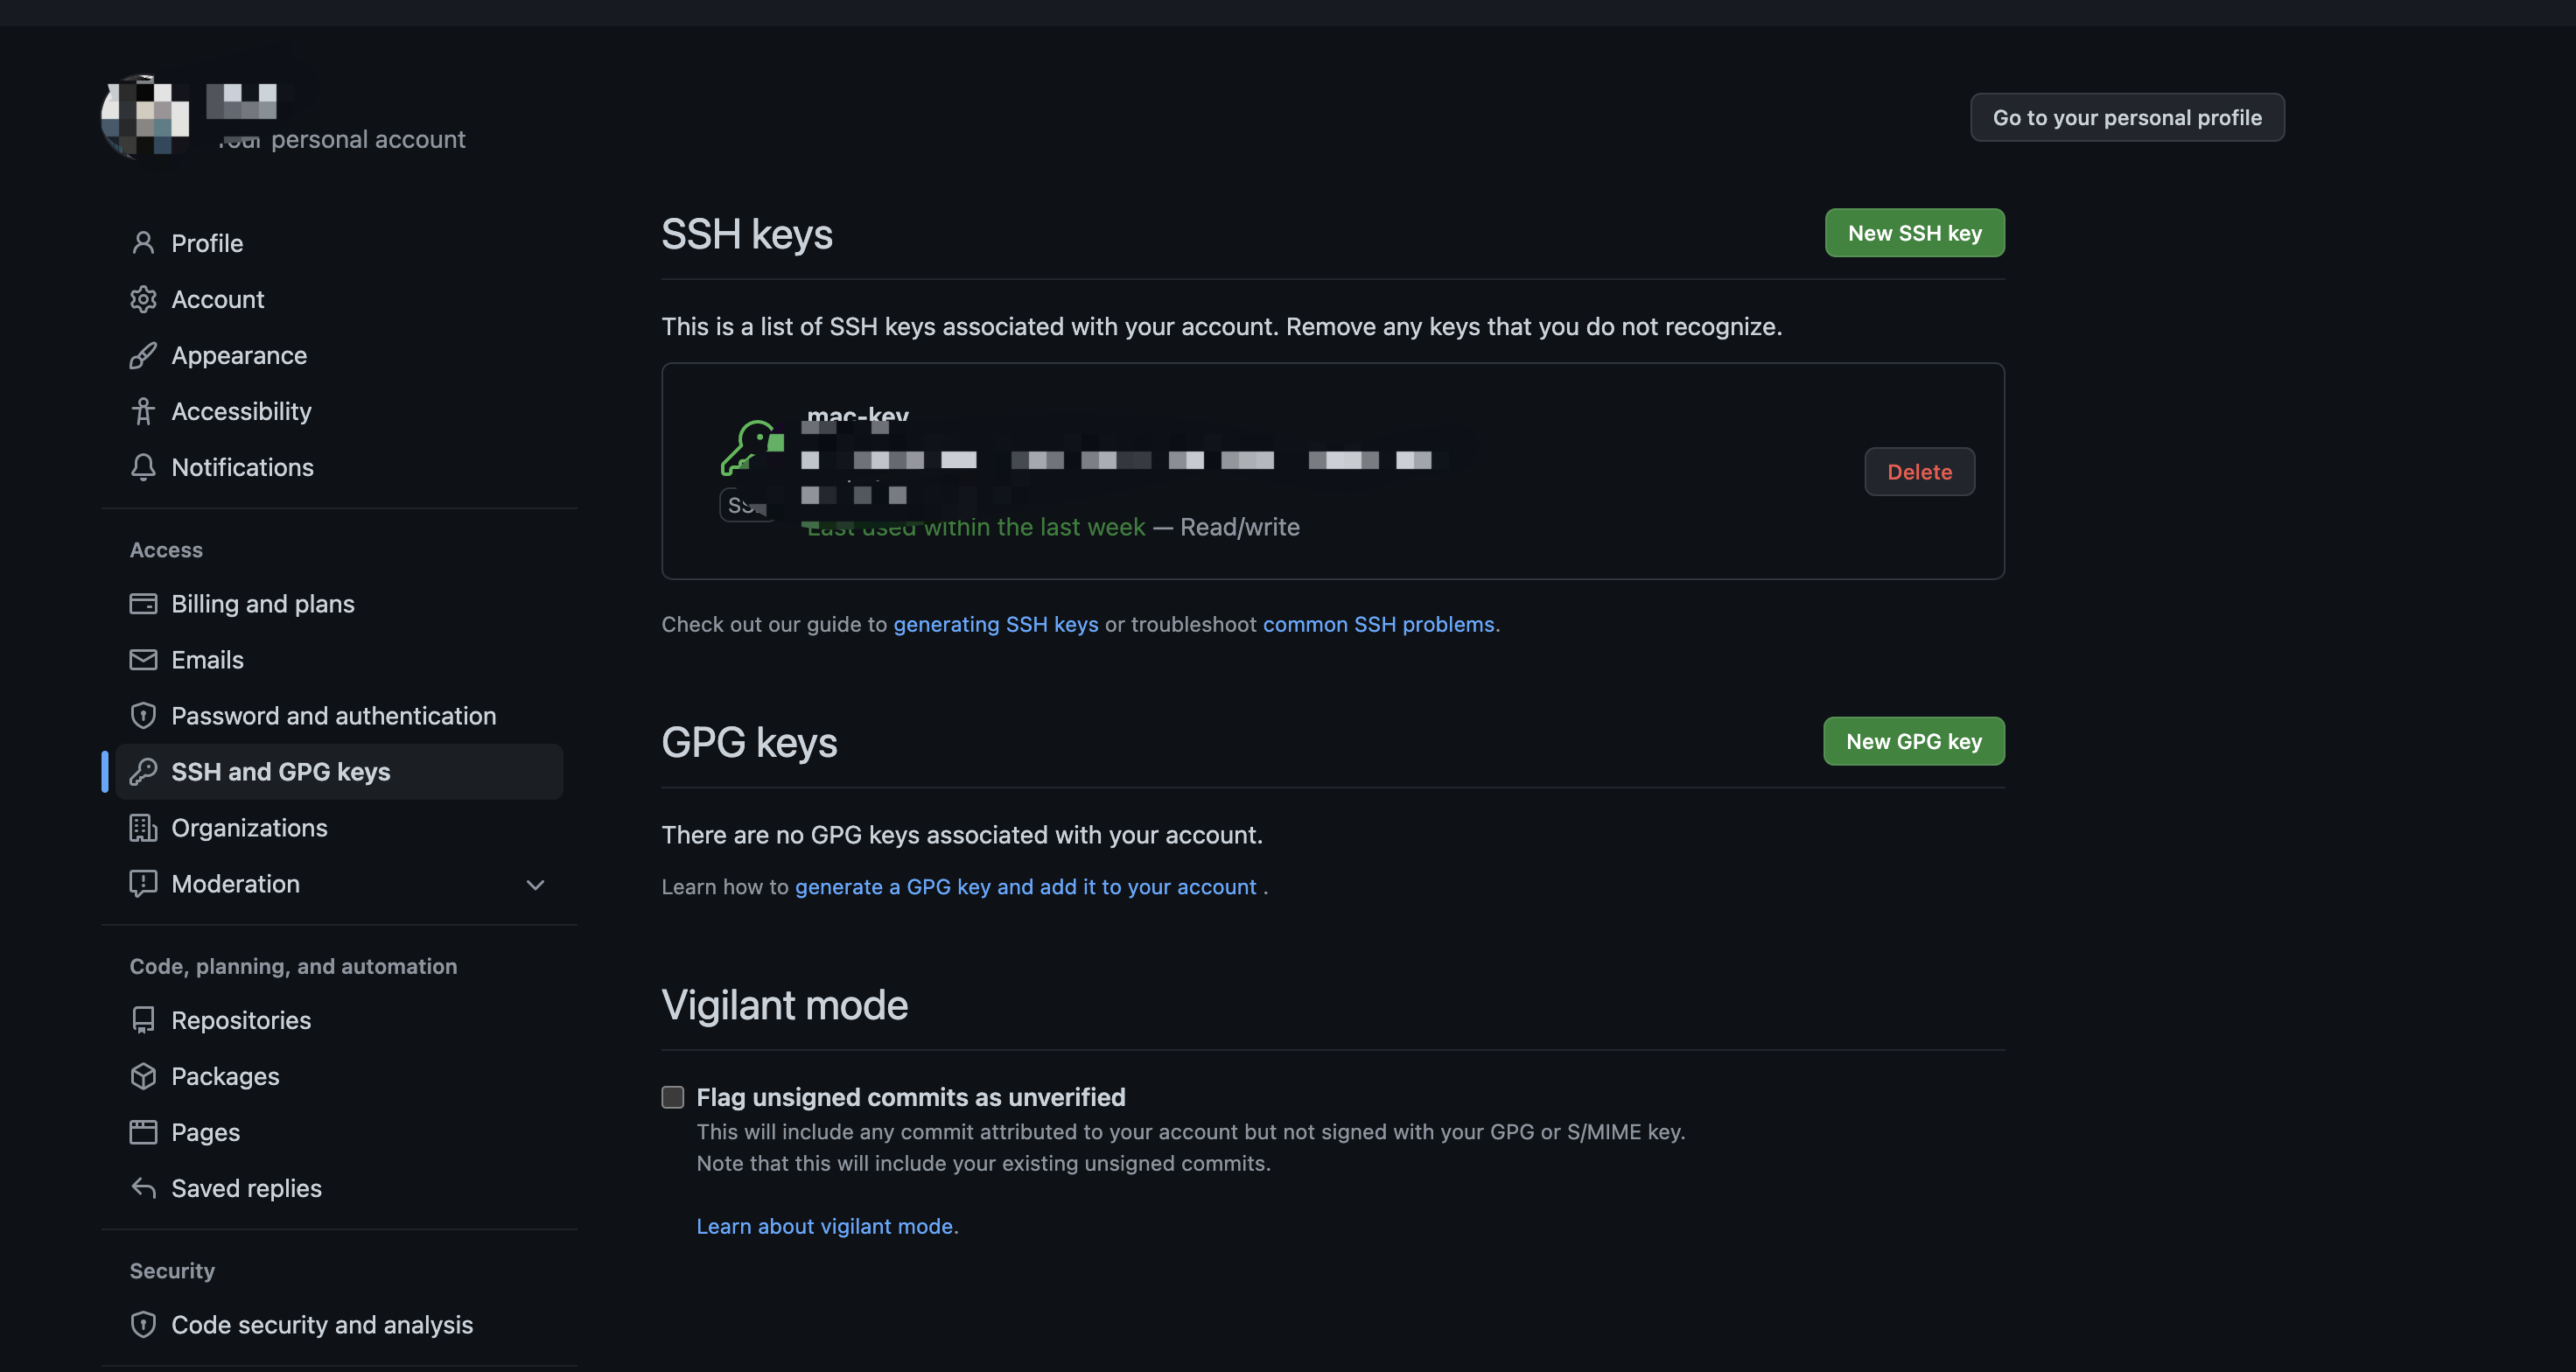 personal account
Go to your personal profile
Profile
Account
Appearance
Accessibility
Notifications
Access
Billing and plans
Emails
Password and authentication
SSH and GPG keys
Organizations
Moderation
Code, planning, and automation
Repositories
Packages
Pages
Saved replies
Security
Code security and analysis
SSH keys
New SSH key
This is a list of SSH keys associated with your account. Remove any keys that you do not recognize.
mac-key
Last used within the last week — Read/write
Delete
Check out our guide to generating SSH keys or troubleshoot common SSH problems.
GPG keys
New GPG key
There are no GPG keys associated with your account.
Learn how to generate a GPG key and add it to your account .
Vigilant mode
Flag unsigned commits as unverified
This will include any commit attributed to your account but not signed with your GPG or S/MIME key.
Note that this will include your existing unsigned commits.
Learn about vigilant mode.